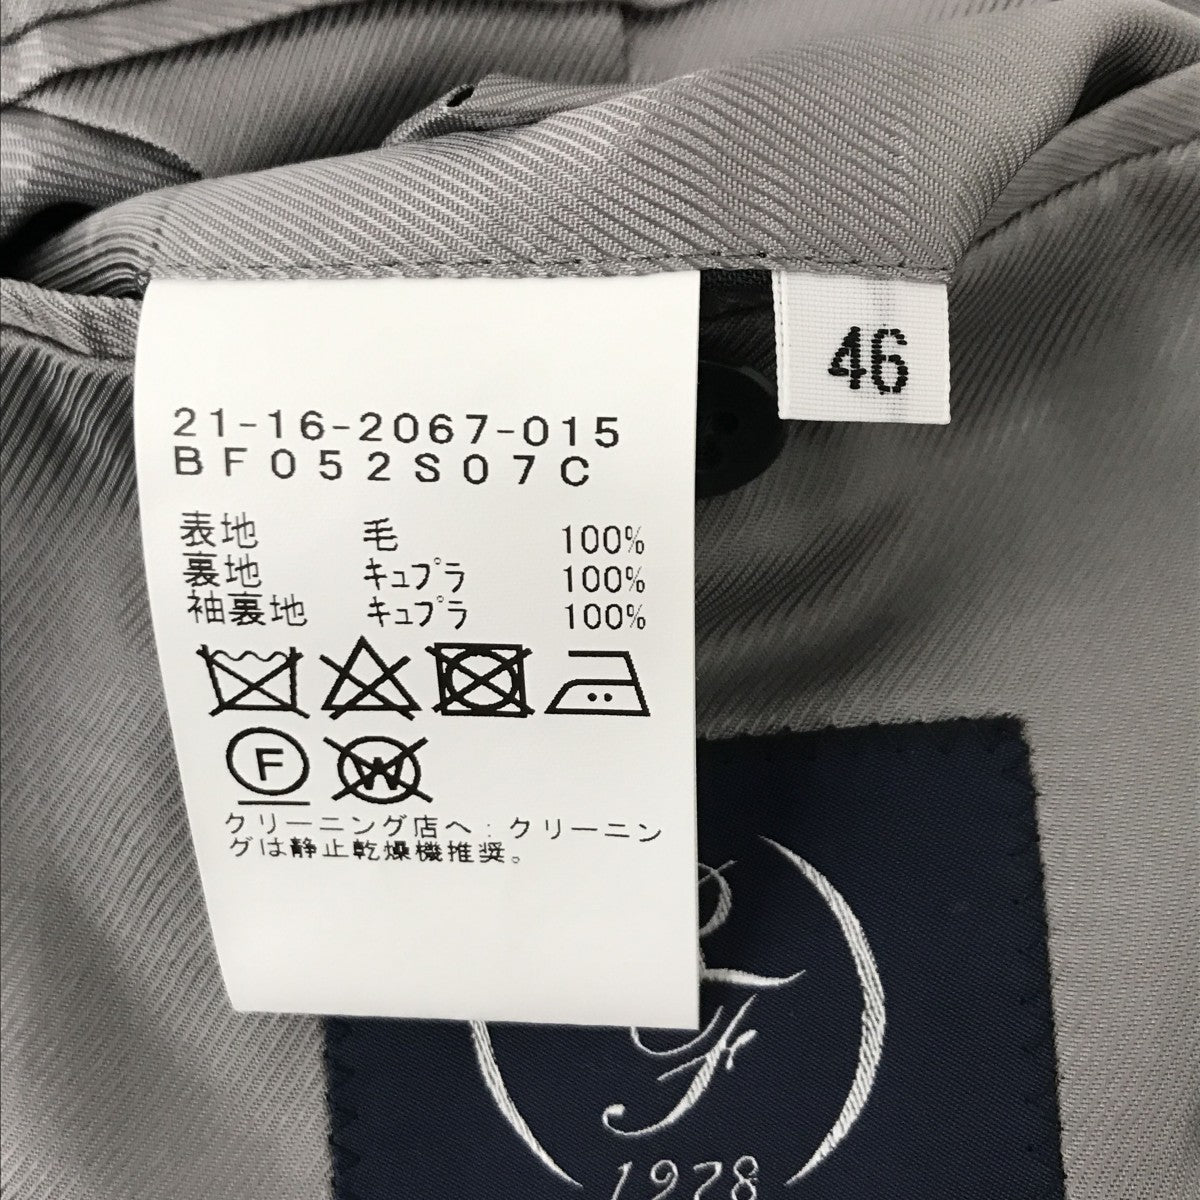 46
21-16-2067-015
BF052S07C
表地 毛 100%
裏地 キュプラ 100%
袖裏地 キュプラ 100%
F W
クリーニング店へ:クリーニン
グは静止乾燥機推奨。
F
1978